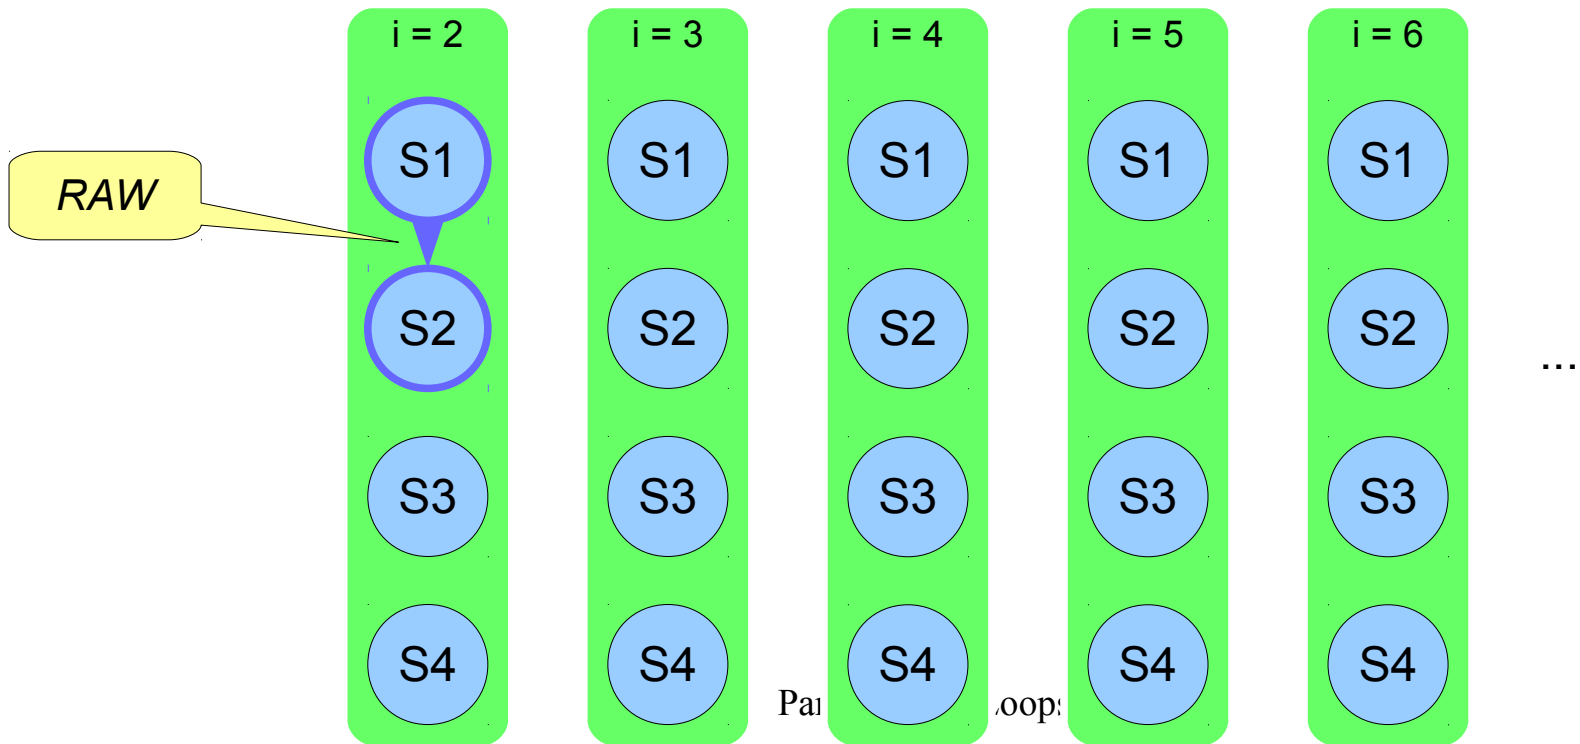 i = 2 i = 3 i = 4 i = 5 i = 6
S1 S1 S1 S1 S1
RAW
S2 S2 S2 S2 S2
...
S3 S3 S3 S3 S3
S4 S4 S4 S4 S4